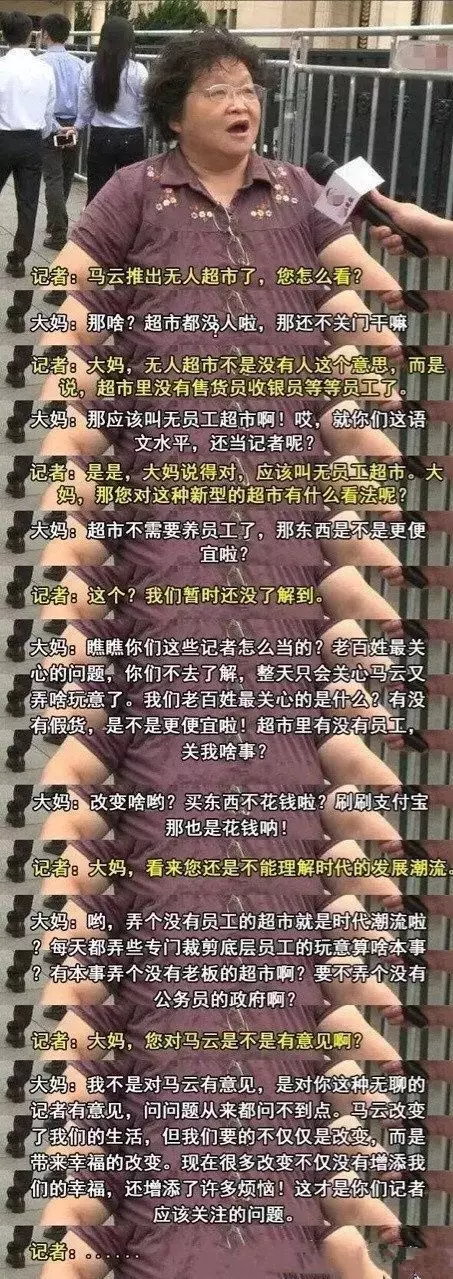 记者：马云推出无人超市了，您怎么看？
大妈：那啥？超市都没人啦，那还不关门干嘛
？
记者：大妈，无人超市不是没有人这个意思，而是
说，超市里没有售货员收银员等等员工了。
大妈：那应该叫无员工超市啊！哎，就你们这语
文水平，还当记者呢？
记者：是是，大妈说得对，应该叫无员工超市。大
妈，那您对这种新型的超市有什么看法呢？
大妈：超市不需要养员工了，那东西是不是更便
宜啦？
记者：这个？我们暂时还没了解到。
大妈：瞧瞧你们这些记者怎么当的？老百姓最关
心的问题，你们不去了解，整天只会关心马云又
弄啥玩意了。我们老百姓最关心的是什么？有没
有假货，是不是更便宜啦！超市里有没有员工，
关我啥事？
大妈：改变啥哟？买东西不花钱啦？刷刷支付宝
那也是花钱呐！
记者：大妈，看来您还是不能理解时代的发展潮流。
大妈：哟，弄个没有员工的超市就是时代潮流啦
？每天都弄些专门裁剪底层员工的玩意算啥本事
？有本事弄个没有老板的超市啊？要不弄个没有
公务员的政府啊？
记者：大妈，您对马云是不是有意见啊？
大妈：我不是对马云有意见，是对你这种无聊的
记者有意见，问问题从来都问不到点。马云改变
了我们的生活，但我们要的不仅仅是改变，而是
带来幸福的改变。现在很多改变不仅没有增添我
们的幸福，还增添了许多烦恼！这才是你们记者
应该关注的问题。
记者：......